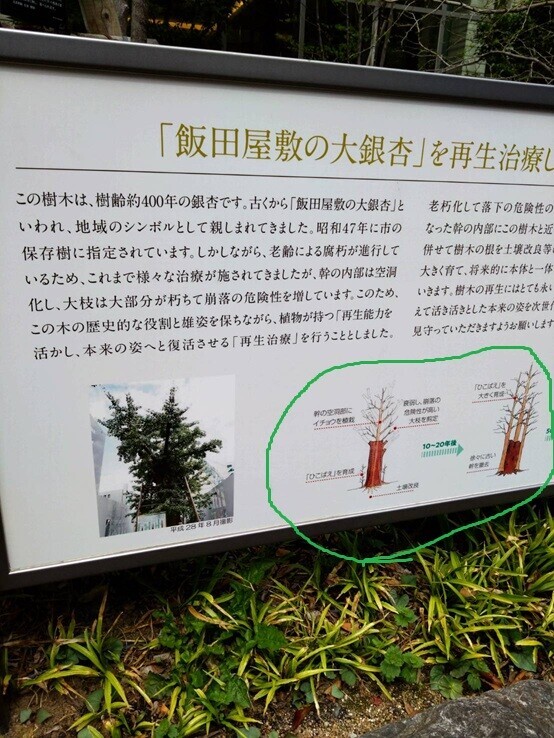 「飯田屋敷の大銀杏」を再生治療し
この樹木は、樹齢約400年の銀杏です。古くから「飯田屋敷の大銀杏」と
いわれ、地域のシンボルとして親しまれてきました。昭和47年に市の
保存樹に指定されています。しかしながら、老齢による腐朽が進行して
いるため、これまで様々な治療が施されてきましたが、幹の内部は空洞
化し、大枝は大部分が朽ちて崩落の危険性を増しています。このため、
この木の歴史的な役割と雄姿を保ちながら、植物が持つ「再生能力を
活かし、本来の姿へと復活させる「再生治療」を行うこととしました。
老朽化して落下の危険性の
なった幹の内部にこの樹木と近
併せて樹木の根を土壌改良等
大きく育て、将来的に本体と一体
いきます。樹木の再生にはとても永い
えて活き活きとした本来の姿を次世代
見守っていただきますようお願いします
平成28年8月撮影
幹の空洞部に
イチョウを植栽
衰弱し、崩落の
危険性が高い
大枝を剪定
「ひこばえ」を育成
土壌改良
10~20年後
「ひこばえ」を
大きく育成
徐々に古い
幹を撤去
50